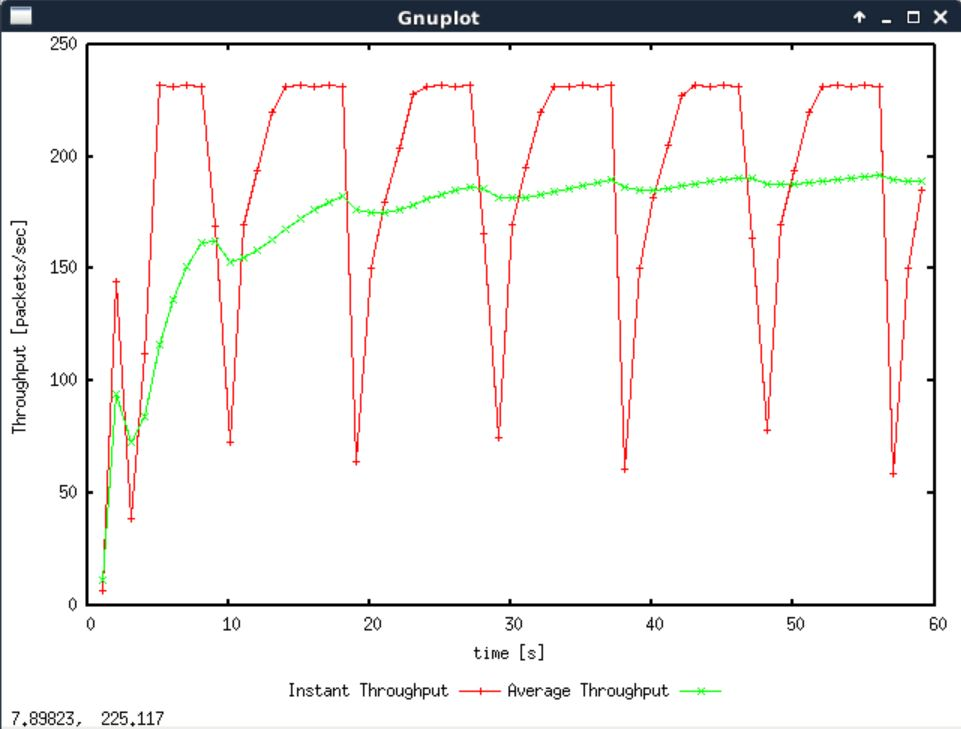 Gnuplot
250
200
150
100
50
0
0 10 20 30 40 50 60
Throughput [packets/sec]
time [s]
Instant Throughput Average Throughput
7.89823, 225.117